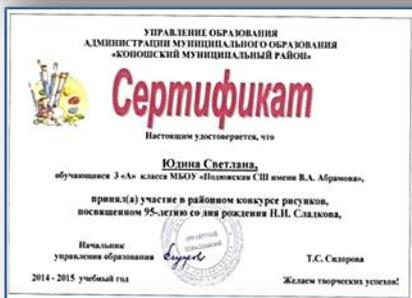 УПРАВЛЕНИЕ ОБРАЗОВАНИЯ
АДМИНИСТРАЦИИ МУНИЦИПАЛЬНОГО ОБРАЗОВАНИЯ
«КОНОШСКИЙ МУНИЦИПАЛЬНЫЙ РАЙОН»
Сертификат
Настоящим удостоверяется, что
Юдина Светлана,
обучающаяся 3 «А» класса МБОУ «Подюжская СШ имени В.А. Абрамова»,
принял(а) участие в районном конкурсе рисунков,
посвященном 95-летию со дня рождения Н.И. Сладкова,
Начальник
управления образования
Т.С. Сидорова
УПРАВЛЕНИЕ
ОБРАЗОВАНИЯ
2014 - 2015 учебный год
Желаем творческих успехов!